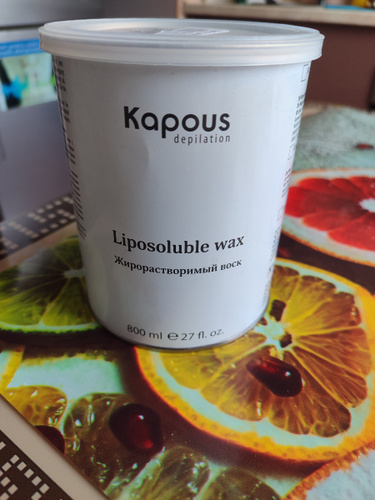 Kapous
depilation
Liposoluble wax
Жирорастворимый воск
800 ml ℮ 27 fl. oz.